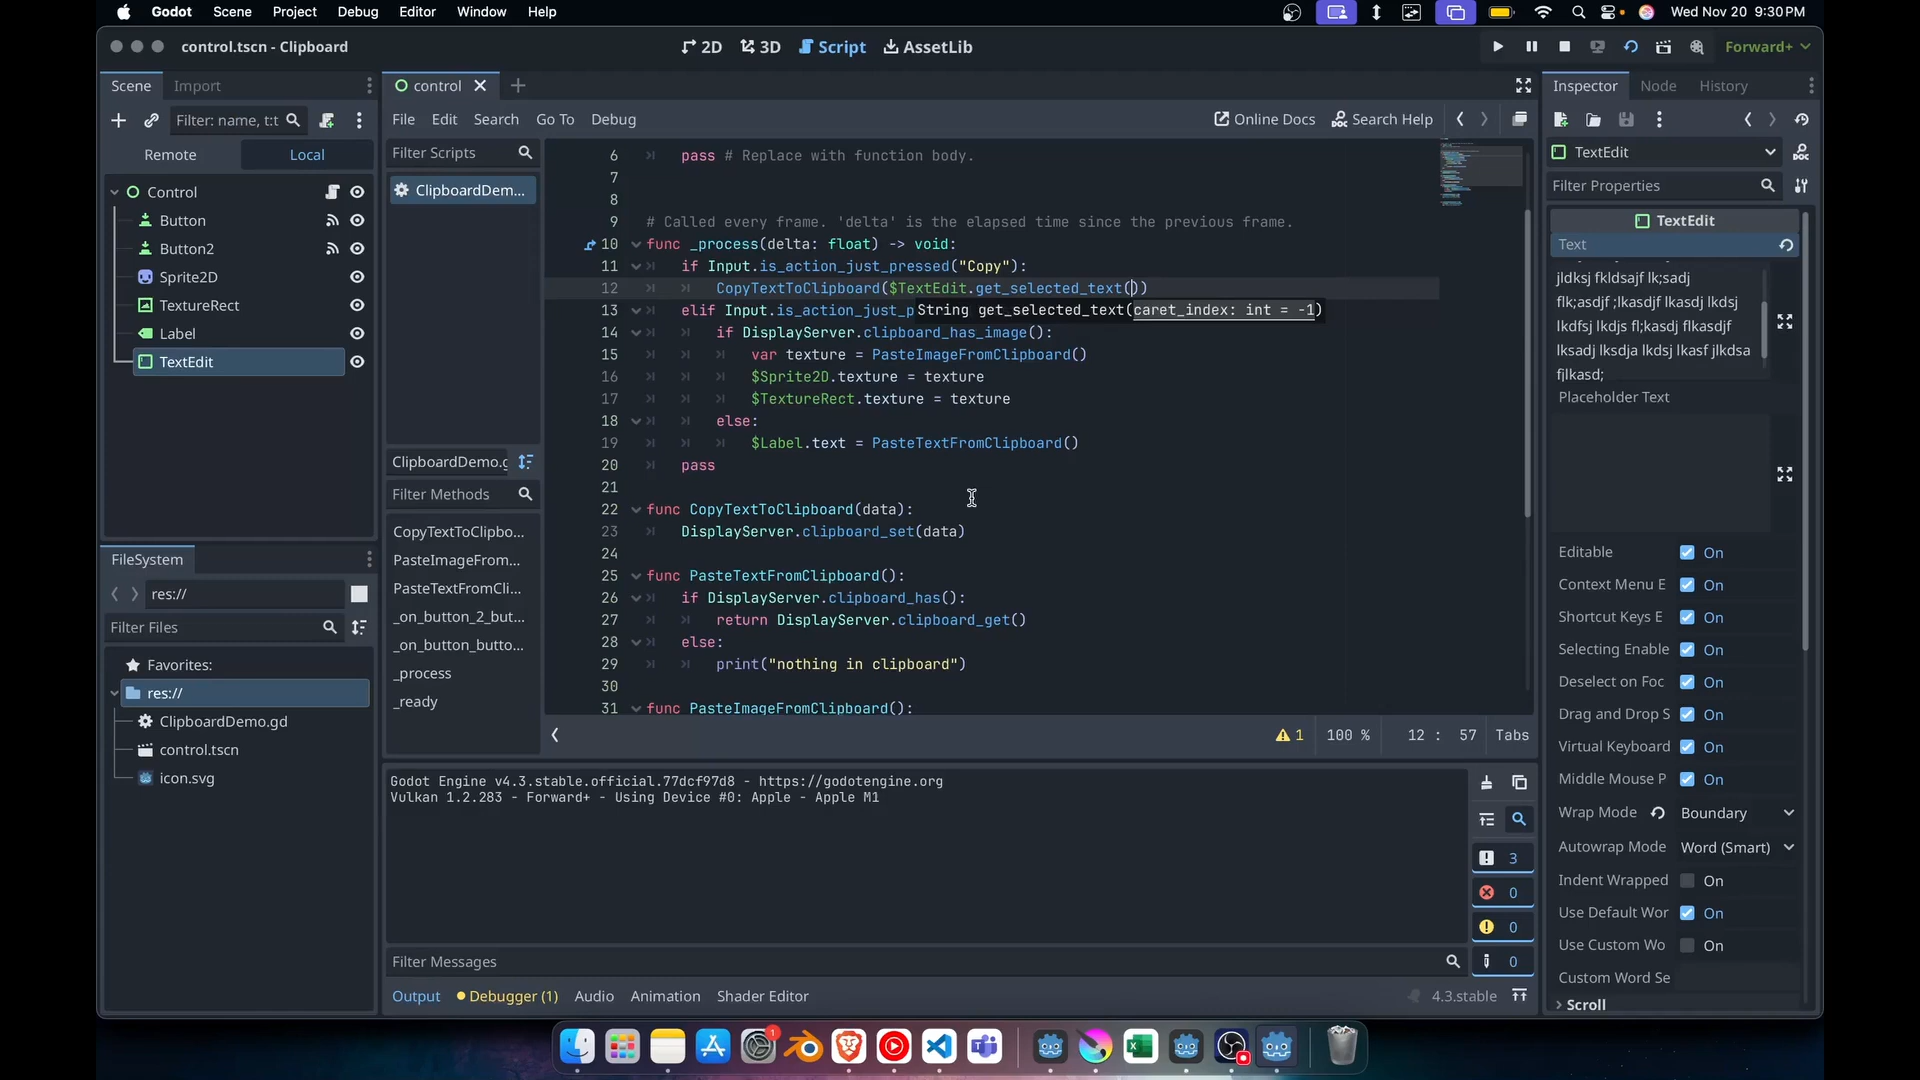 Godot Scene Project Debug Editor Window Help
Wed Nov 20 9:30 PM
control.tscn - Clipboard
2D 3D Script AssetLib
Forward+
Scene Import
Filter: name, t:t
Remote Local
Control
Button
Button2
Sprite2D
TextureRect
Label
TextEdit
FileSystem
res://
Filter Files
Favorites:
res://
ClipboardDemo.gd
control.tscn
icon.svg
control
File Edit Search Go To Debug
Online Docs Search Help
Filter Scripts
ClipboardDem...
ClipboardDemo.g
Filter Methods
CopyTextToClipbo...
PasteImageFrom...
PasteTextFromCli...
_on_button_2_but...
_on_button_butto...
_process
_ready
6 pass # Replace with function body.
7
8
9 # Called every frame. 'delta' is the elapsed time since the previous frame.
10 func _process(delta: float) -> void:
11 if Input.is_action_just_pressed("Copy"):
12 CopyTextToClipboard($TextEdit.get_selected_text())
13 elif Input.is_action_just_p
String get_selected_text(caret_index: int = -1)
14 if DisplayServer.clipboard_has_image():
15 var texture = PasteImageFromClipboard()
16 $Sprite2D.texture = texture
17 $TextureRect.texture = texture
18 else:
19 $Label.text = PasteTextFromClipboard()
20 pass
21
22 func CopyTextToClipboard(data):
23 DisplayServer.clipboard_set(data)
24
25 func PasteTextFromClipboard():
26 if DisplayServer.clipboard_has():
27 return DisplayServer.clipboard_get()
28 else:
29 print("nothing in clipboard")
30
31 func PasteImageFromClipboard():
1 100 % 12 : 57 Tabs
Godot Engine v4.3.stable.official.77dcf97d8 - https://godotengine.org
Vulkan 1.2.283 - Forward+ - Using Device #0: Apple - Apple M1
3
0
0
0
Filter Messages
Output Debugger (1) Audio Animation Shader Editor
4.3.stable
Inspector Node History
TextEdit
Filter Properties
TextEdit
Text
jldksj fkldsajf lk;sadj
flk;asdjf ;lkasdjf lkasdj lkdsj
lkdfsj lkdjs fl;kasdj flkasdjf
lksadj lksdja lkdsj lkasf jlkdsa
f|lkasd;
Placeholder Text
Editable On
Context Menu E On
Shortcut Keys E On
Selecting Enable On
Deselect on Foc On
Drag and Drop S On
Virtual Keyboard On
Middle Mouse P On
Wrap Mode Boundary
Autowrap Mode Word (Smart)
Indent Wrapped On
Use Default Wor On
Use Custom Wo On
Custom Word Se
Scroll
1